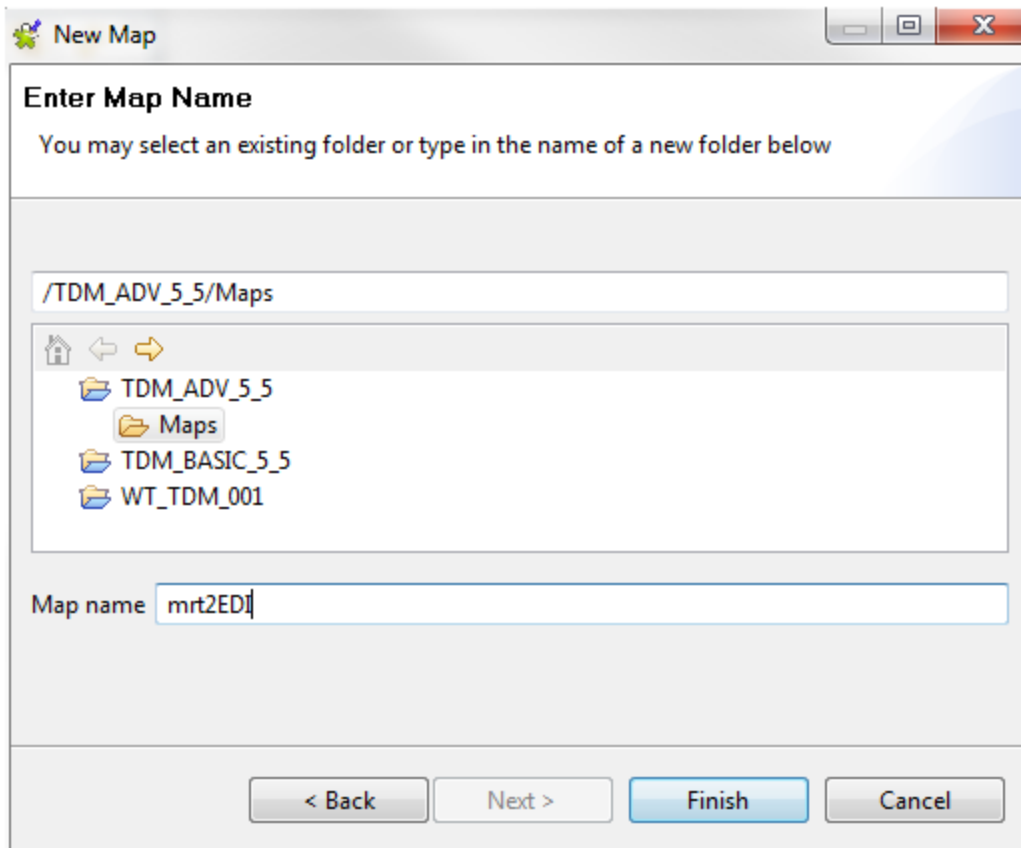 New Map
Enter Map Name
You may select an existing folder or type in the name of a new folder below
/TDM_ADV_5_5/Maps
TDM_ADV_5_5
Maps
TDM_BASIC_5_5
WT_TDM_001
Map name mrt2EDI
< Back Next > Finish Cancel